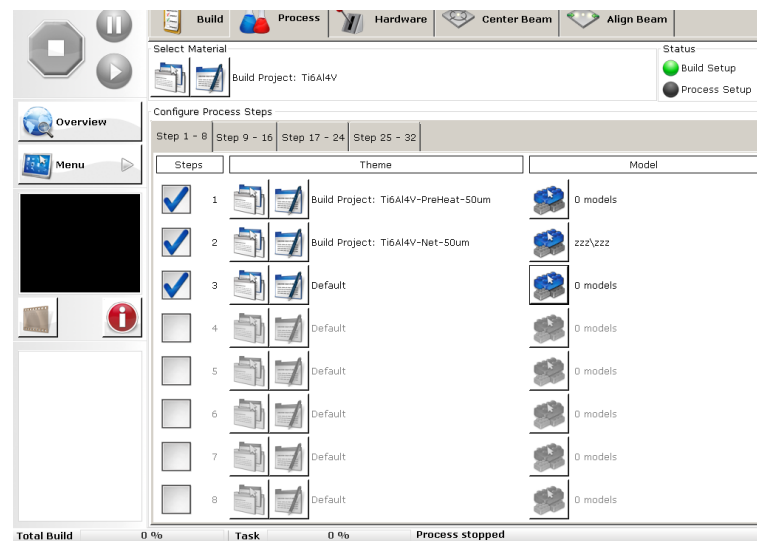 Build Process Hardware Center Beam Align Beam
Select Material
Build Project: Ti6Al4V
Status
Build Setup
Process Setup
Overview
Menu
Configure Process Steps
Step 1 - 8 Step 9 - 16 Step 17 - 24 Step 25 - 32
Steps Theme Model
1 Build Project: Ti6Al4V-PreHeat-50um 0 models
2 Build Project: Ti6Al4V-Net-50um zzz\zzz
3 Default 0 models
4 Default 0 models
5 Default 0 models
6 Default 0 models
7 Default 0 models
8 Default 0 models
Total Build 0 % Task 0 % Process stopped